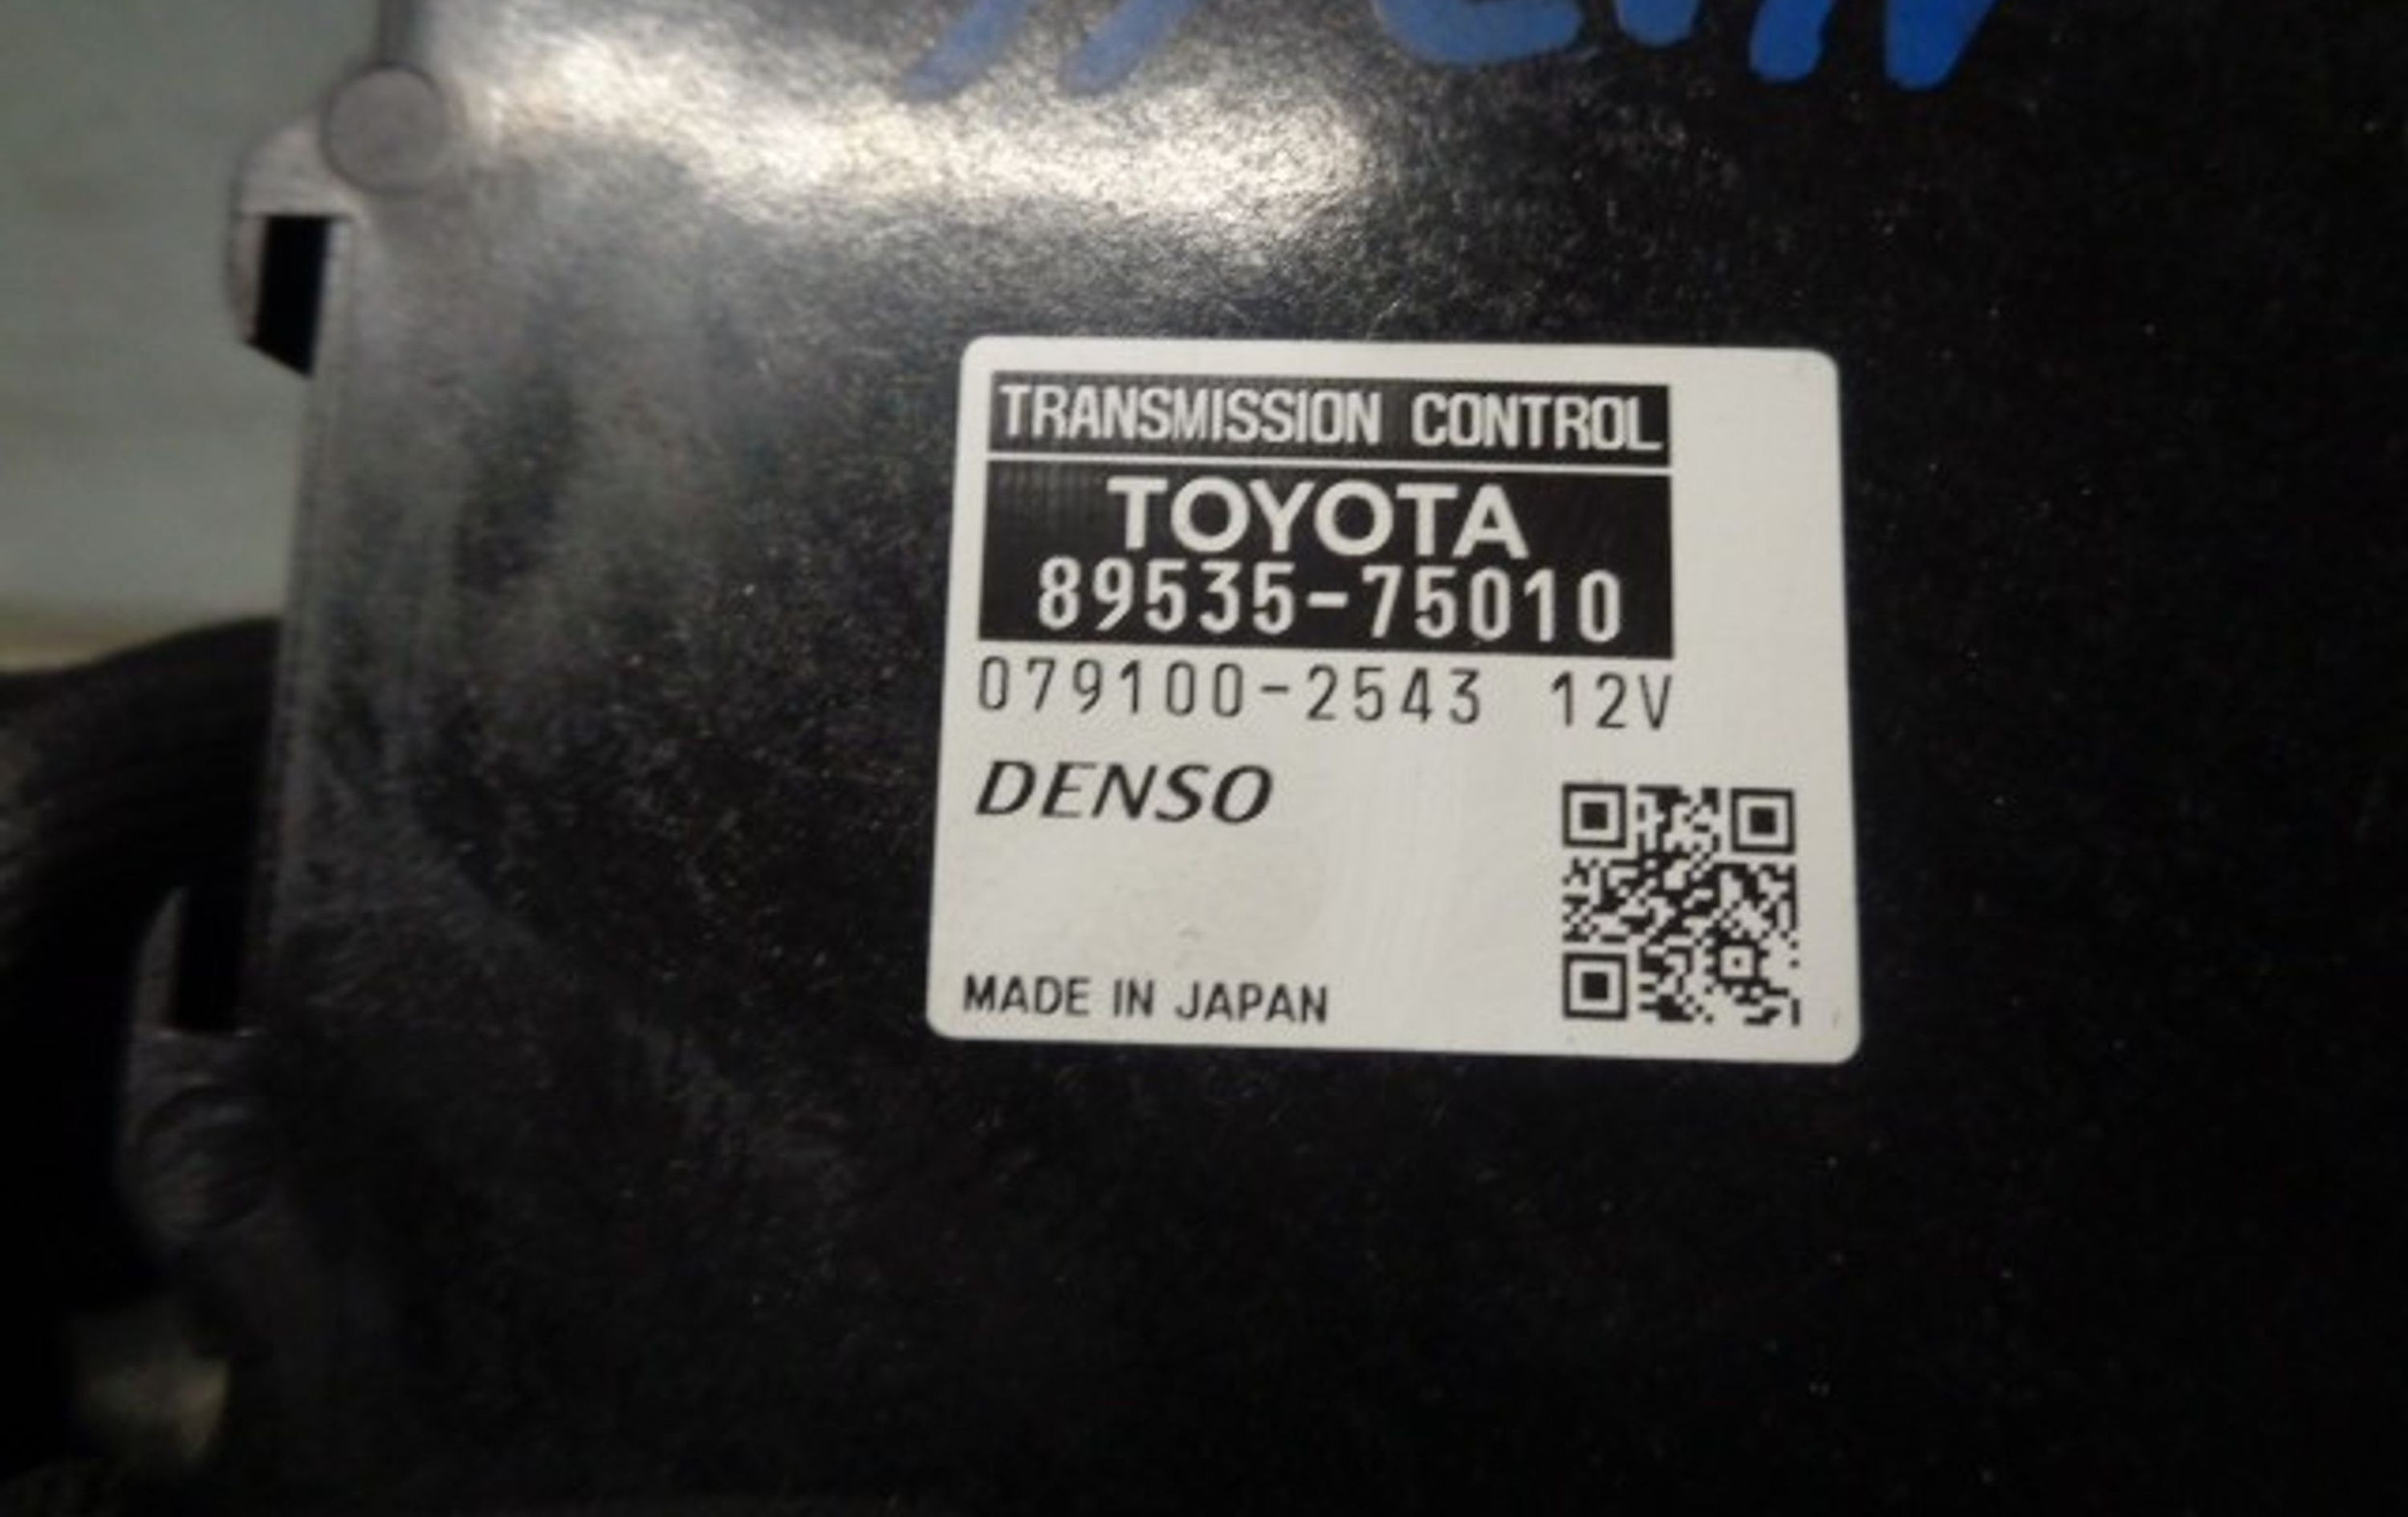 TRANSMISSION CONTROL
TOYOTA
89535-75010
079100-2543 12V
DENSO
MADE IN JAPAN